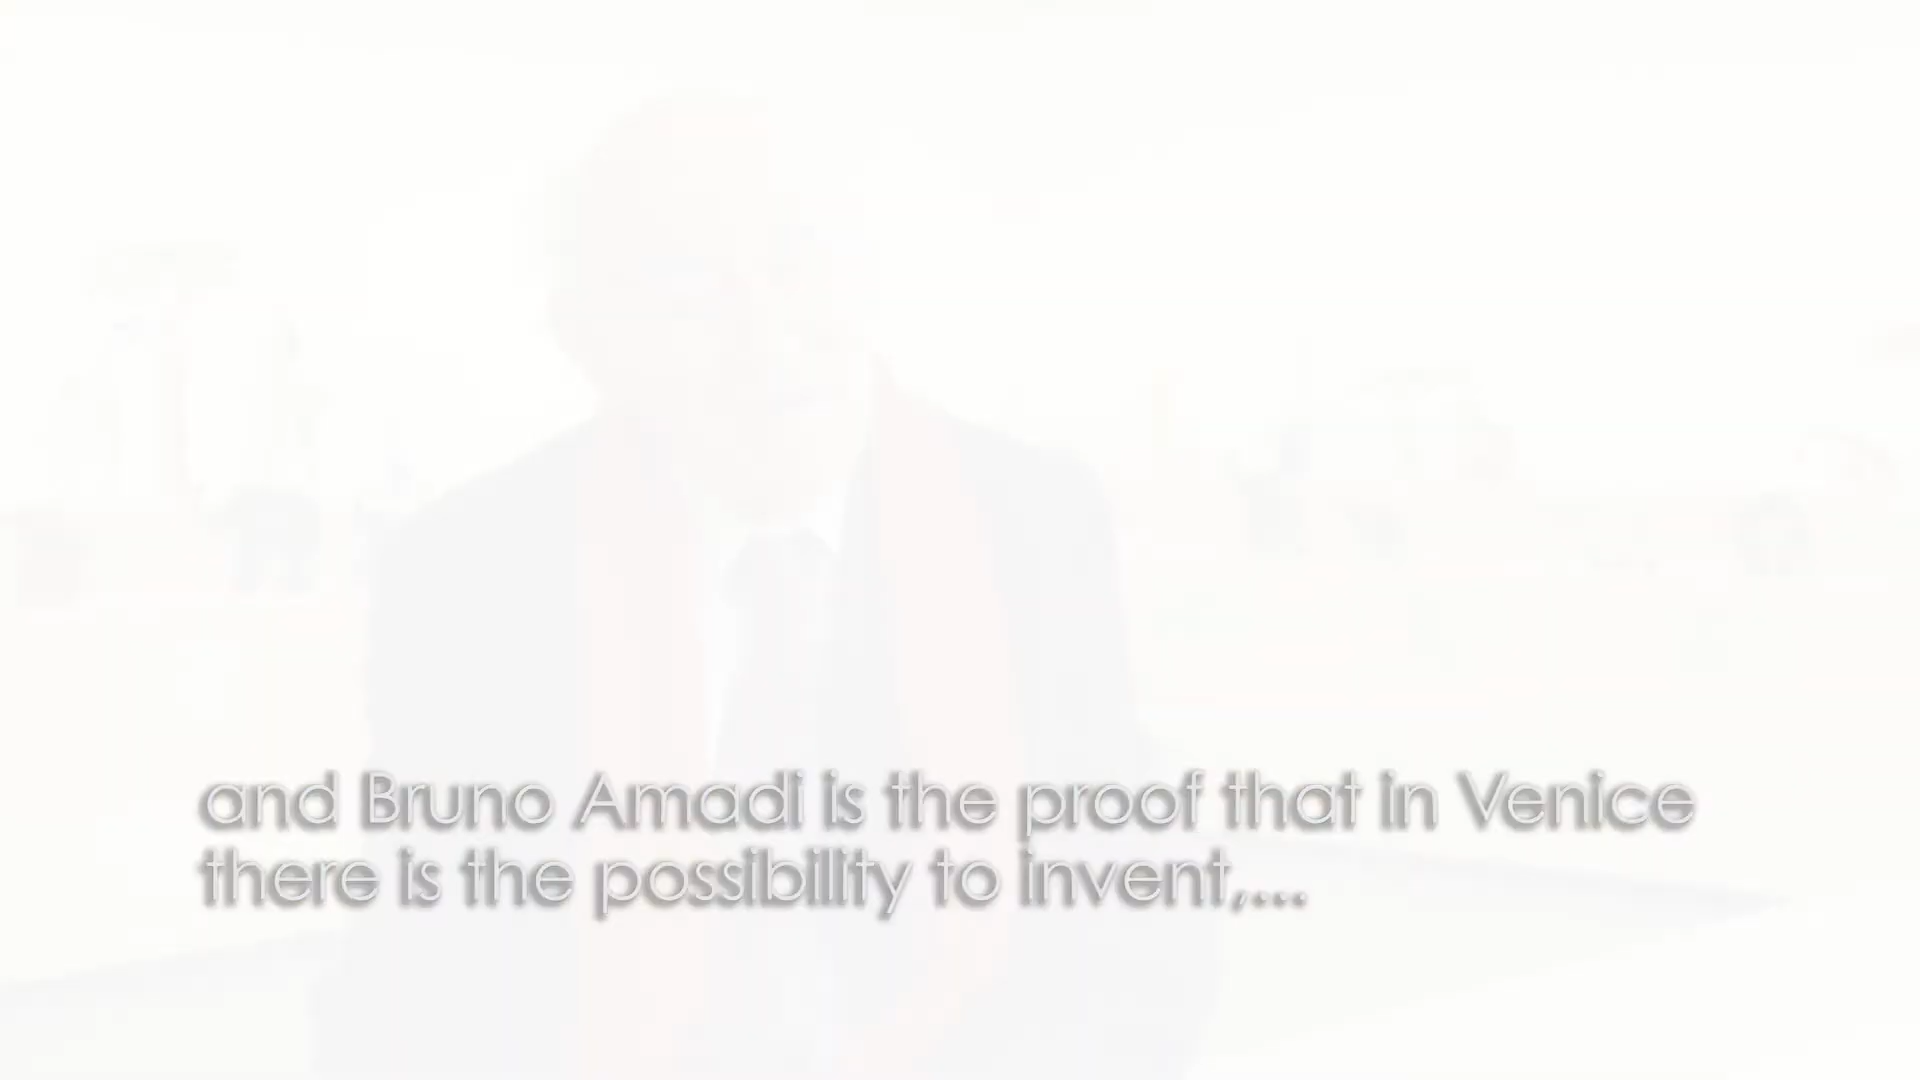 and Bruno Amadi is the proof that in Venice
there is the possibility to invent,...